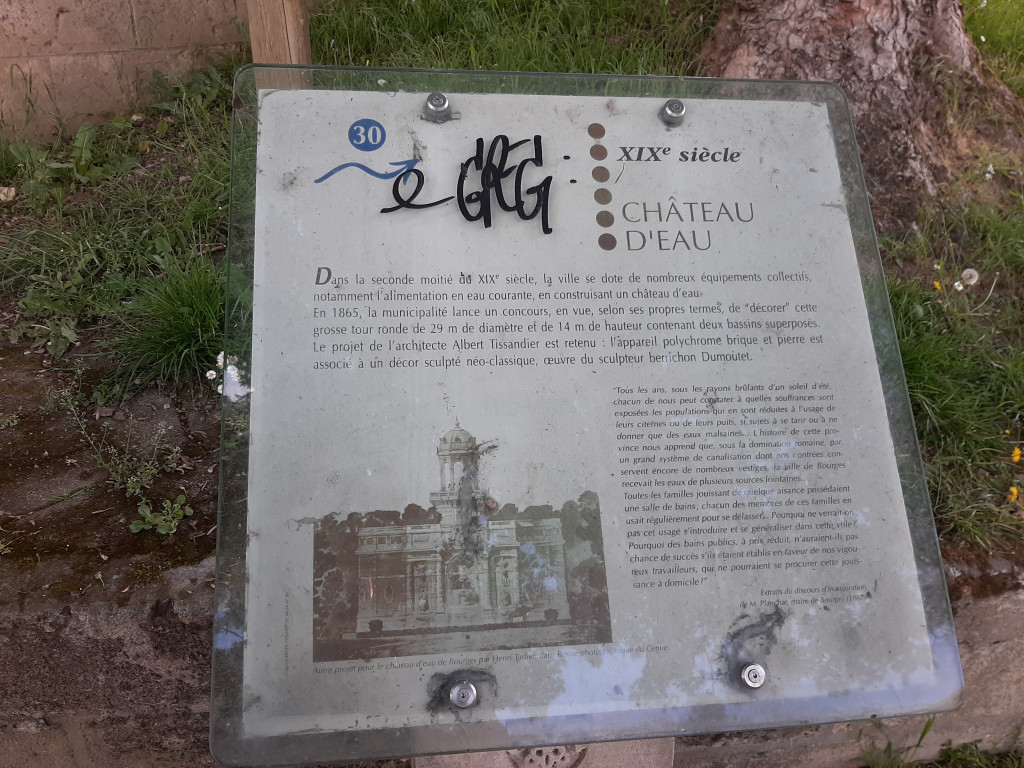 30
GREG
XIXe siècle
CHÂTEAU
D'EAU
Dans la seconde moitié du XIXe siècle, la ville se dote de nombreux équipements collectifs,
notamment l'alimentation en eau courante, en construisant un château d'eau.
En 1865, la municipalité lance un concours, en vue, selon ses propres termes, de "décorer" cette
grosse tour ronde de 29 m de diamètre et de 14 m de hauteur contenant deux bassins superposés.
Le projet de l'architecte Albert Tissandier est retenu : l'appareil polychrome brique et pierre est
associé à un décor sculpté néo-classique, œuvre du sculpteur berrichon Dumoutet.
"Tous les ans, sous les rayons brûlants d'un soleil d'été,
chacun de nous peut constater à quelles souffrances sont
exposées les populations qui en sont réduites à l'usage de
leurs citernes ou de leurs puits, si sujets à se tarir ou à ne
donner que des eaux malsaines... L'histoire de cette pro-
vince nous apprend que, sous la domination romaine, par
un grand système de canalisation dont nos contrées con-
servent encore de nombreux vestiges, la ville de Bourges
recevait les eaux de plusieurs sources lointaines.
Toutes les familles jouissant de quelque aisance possédaient
une salle de bains ; chacun des membres de ces familles en
usait régulièrement pour se délasser... Pourquoi ne verrait-on
pas cet usage s'introduire et se généraliser dans cette ville ?
Pourquoi des bains publics, à prix réduit, n'auraient-ils pas
chance de succès s'ils étaient établis en faveur de nos vigou-
reux travailleurs, qui ne pourraient se procurer cette jouis-
sance à domicile ?"
Extraits du discours d'inauguration
de M. maire de Bourges
Autre projet pour le château d'eau de Bourges par Henri dans Revue photographique du Centre